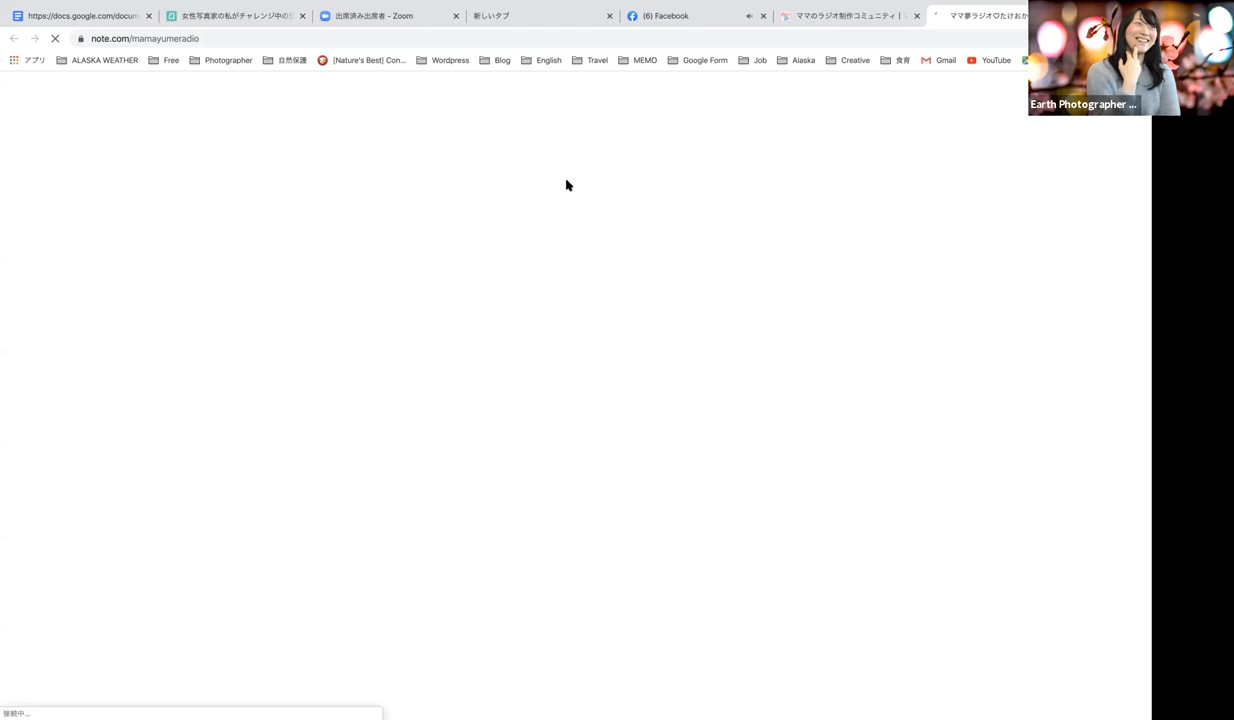 https://docs.google.com/docum
女性写真家の私がチャレンジ中の
出席済み出席者 - Zoom
新しいタブ
(6) Facebook
ママのラジオ制作コミュニティ |
ママ夢ラジオ♡たけおか
note.com/mamayumeradio
アプリ
ALASKA WEATHER
Free
Photographer
自然保護
[Nature's Best] Con...
Wordpress
Blog
English
Travel
MEMO
Google Form
Job
Alaska
Creative
食育
Gmail
YouTube
Earth Photographer ...
接続中...